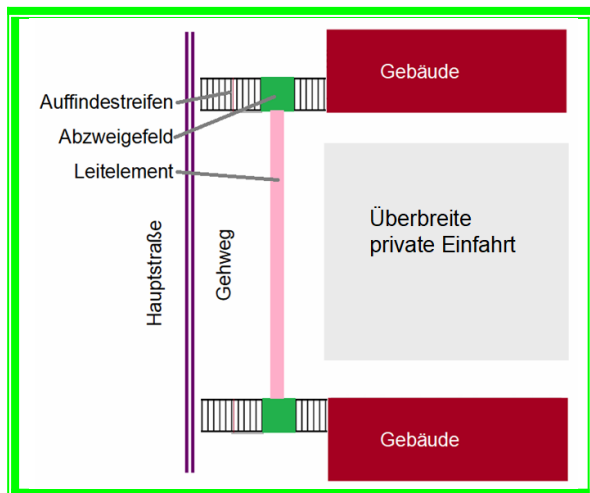 Gebäude
Auffindestreifen
Abzweigefeld
Leitelement
Hauptstraße
Gehweg
Überbreite
private Einfahrt
Gebäude